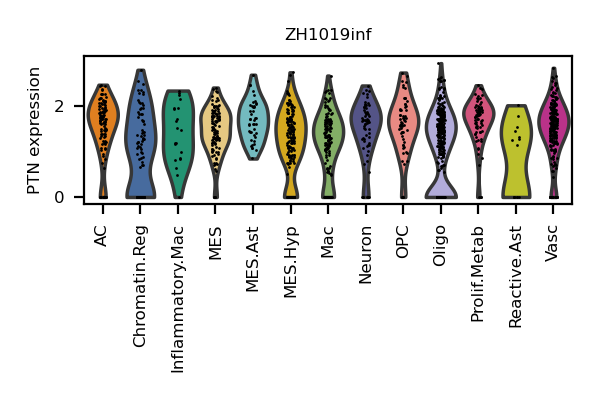 ZH1019inf
PTN expression
2
0
AC
Chromatin.Reg
Inflammatory.Mac
MES
MES.Ast
MES.Hyp
Mac
Neuron
OPC
Oligo
Prolif.Metab
Reactive.Ast
Vasc